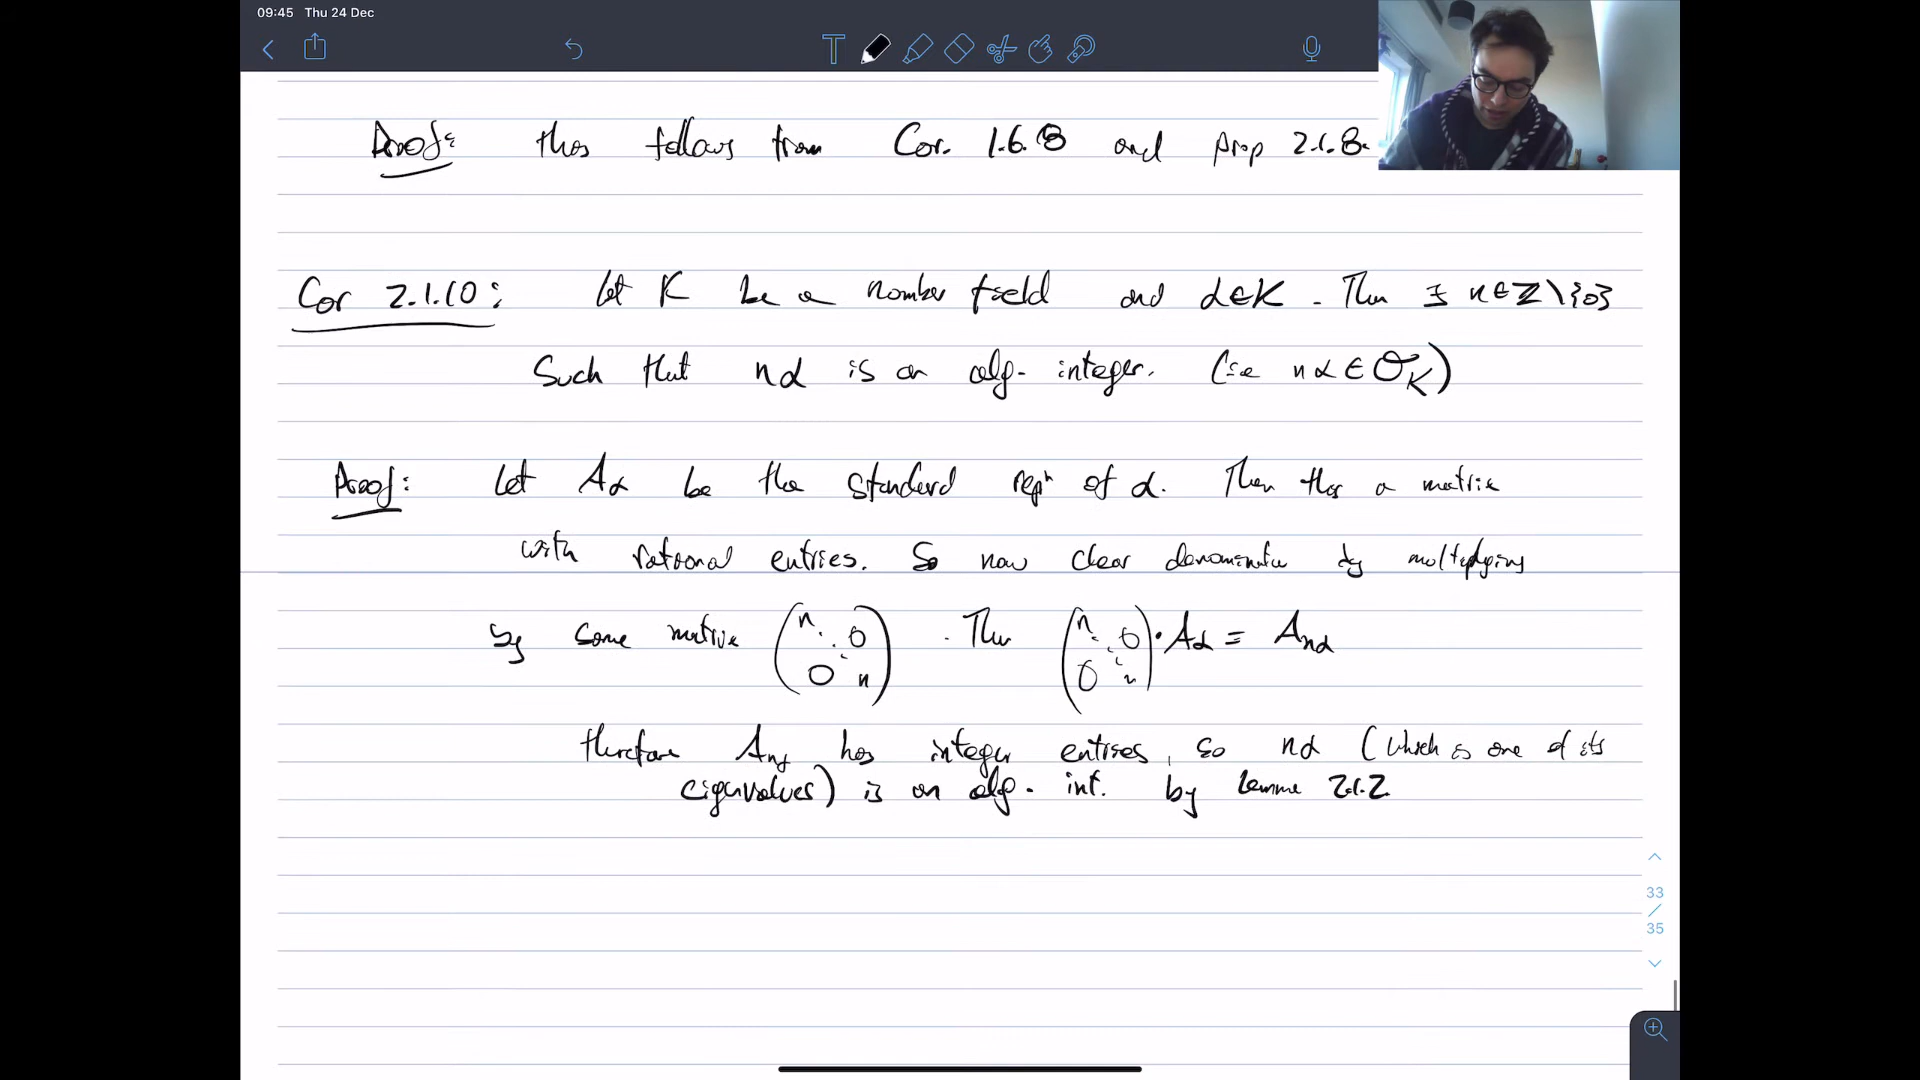 09:45 Thu 24 Dec
Proof: this follows from Cor. 1.6.8 and Prop 2.1.8.
Cor 2.1.10: Let K be a number field and α∈K. Then ∃ n∈ℤ\{0}
Such that nα is an alg. integer. (ie nα ∈ 𝒪_K)
Proof: Let A_α be the standard repⁿ of α. Then this a matrix
with rational entries. So now clear denominator by multiplying
by some matrix (n ⋱ 0 0 n). Then (n ⋱ 0 0 n)·A_α = A_nα
therefore A_nα has integer entries, so nα (which is one of its
eigenvalues) is an alg. int. by Lemma 2.1.2
33
/
35